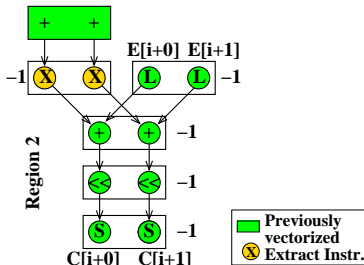 + +
E[i+0] E[i+1]
−1 X X L L −1
+ + −1
<< << −1
S S −1
C[i+0] C[i+1]
Region 2
Previously
vectorized
X Extract Instr.